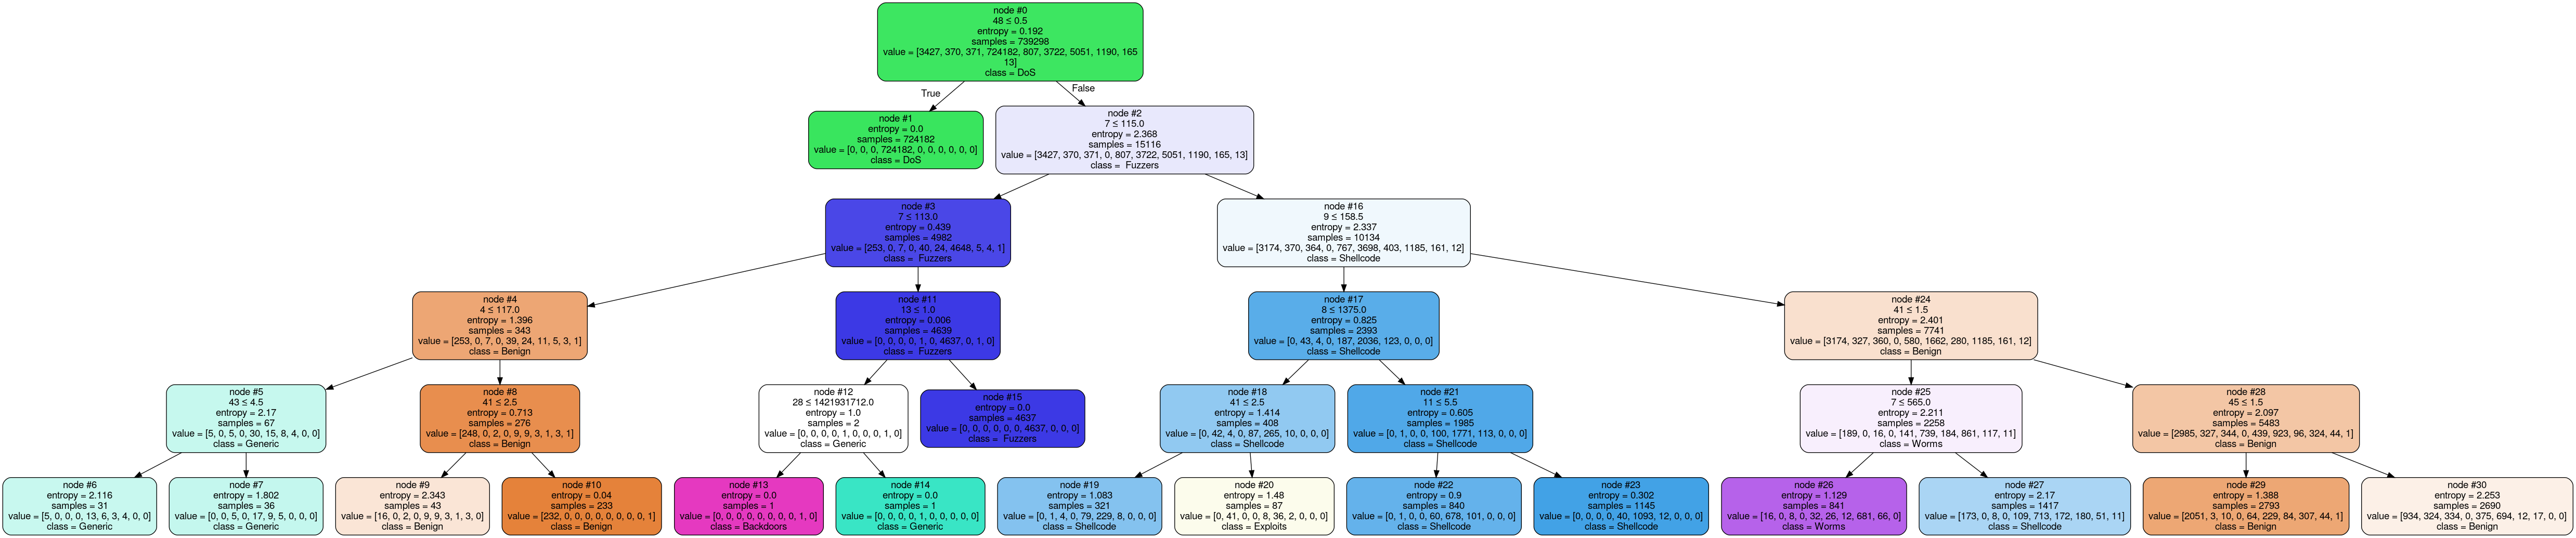 node #0
48 ≤ 0.5
entropy = 0.192
samples = 739298
value = [3427, 370, 371, 724182, 807, 3722, 5051, 1190, 165
13]
class = DoS
True
False
node #1
entropy = 0.0
samples = 724182
value = [0, 0, 0, 724182, 0, 0, 0, 0, 0, 0]
class = DoS
node #2
7 ≤ 115.0
entropy = 2.368
samples = 15116
value = [3427, 370, 371, 0, 807, 3722, 5051, 1190, 165, 13]
class = Fuzzers
node #3
7 ≤ 113.0
entropy = 0.439
samples = 4982
value = [253, 0, 7, 0, 40, 24, 4648, 5, 4, 1]
class = Fuzzers
node #16
9 ≤ 158.5
entropy = 2.337
samples = 10134
value = [3174, 370, 364, 0, 767, 3698, 403, 1185, 161, 12]
class = Shellcode
node #4
4 ≤ 117.0
entropy = 1.396
samples = 343
value = [253, 0, 7, 0, 39, 24, 11, 5, 3, 1]
class = Benign
node #11
13 ≤ 1.0
entropy = 0.006
samples = 4639
value = [0, 0, 0, 0, 1, 0, 4637, 0, 1, 0]
class = Fuzzers
node #17
8 ≤ 1375.0
entropy = 0.825
samples = 2393
value = [0, 43, 4, 0, 187, 2036, 123, 0, 0, 0]
class = Shellcode
node #24
41 ≤ 1.5
entropy = 2.401
samples = 7741
value = [3174, 327, 360, 0, 580, 1662, 280, 1185, 161, 12]
class = Benign
node #5
43 ≤ 4.5
entropy = 2.17
samples = 67
value = [5, 0, 5, 0, 30, 15, 8, 4, 0, 0]
class = Generic
node #8
41 ≤ 2.5
entropy = 0.713
samples = 276
value = [248, 0, 2, 0, 9, 9, 3, 1, 3, 1]
class = Benign
node #12
28 ≤ 1421931712.0
entropy = 1.0
samples = 2
value = [0, 0, 0, 0, 1, 0, 0, 0, 1, 0]
class = Generic
node #15
entropy = 0.0
samples = 4637
value = [0, 0, 0, 0, 0, 0, 4637, 0, 0, 0]
class = Fuzzers
node #18
41 ≤ 2.5
entropy = 1.414
samples = 408
value = [0, 42, 4, 0, 87, 265, 10, 0, 0, 0]
class = Shellcode
node #21
11 ≤ 5.5
entropy = 0.605
samples = 1985
value = [0, 1, 0, 0, 100, 1771, 113, 0, 0, 0]
class = Shellcode
node #25
7 ≤ 565.0
entropy = 2.211
samples = 2258
value = [189, 0, 16, 0, 141, 739, 184, 861, 117, 11]
class = Worms
node #28
45 ≤ 1.5
entropy = 2.097
samples = 5483
value = [2985, 327, 344, 0, 439, 923, 96, 324, 44, 1]
class = Benign
node #6
entropy = 2.116
samples = 31
value = [5, 0, 0, 0, 13, 6, 3, 4, 0, 0]
class = Generic
node #7
entropy = 1.802
samples = 36
value = [0, 0, 5, 0, 17, 9, 5, 0, 0, 0]
class = Generic
node #9
entropy = 2.343
samples = 43
value = [16, 0, 2, 0, 9, 9, 3, 1, 3, 0]
class = Benign
node #10
entropy = 0.04
samples = 233
value = [232, 0, 0, 0, 0, 0, 0, 0, 0, 1]
class = Benign
node #13
entropy = 0.0
samples = 1
value = [0, 0, 0, 0, 0, 0, 0, 0, 1, 0]
class = Backdoors
node #14
entropy = 0.0
samples = 1
value = [0, 0, 0, 0, 1, 0, 0, 0, 0, 0]
class = Generic
node #19
entropy = 1.083
samples = 321
value = [0, 1, 4, 0, 79, 229, 8, 0, 0, 0]
class = Shellcode
node #20
entropy = 1.48
samples = 87
value = [0, 41, 0, 0, 8, 36, 2, 0, 0, 0]
class = Exploits
node #22
entropy = 0.9
samples = 840
value = [0, 1, 0, 0, 60, 678, 101, 0, 0, 0]
class = Shellcode
node #23
entropy = 0.302
samples = 1145
value = [0, 0, 0, 0, 40, 1093, 12, 0, 0, 0]
class = Shellcode
node #26
entropy = 1.129
samples = 841
value = [16, 0, 8, 0, 32, 26, 12, 681, 66, 0]
class = Worms
node #27
entropy = 2.17
samples = 1417
value = [173, 0, 8, 0, 109, 713, 172, 180, 51, 11]
class = Shellcode
node #29
entropy = 1.388
samples = 2793
value = [2051, 3, 10, 0, 64, 229, 84, 307, 44, 1]
class = Benign
node #30
entropy = 2.253
samples = 2690
value = [934, 324, 334, 0, 375, 694, 12, 17, 0, 0]
class = Benign